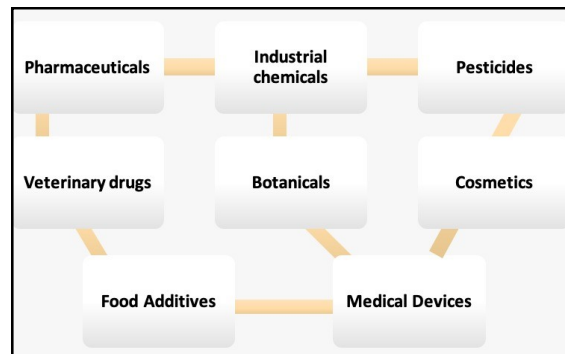 Pharmaceuticals
Industrial
chemicals
Pesticides
Veterinary drugs
Botanicals
Cosmetics
Food Additives
Medical Devices